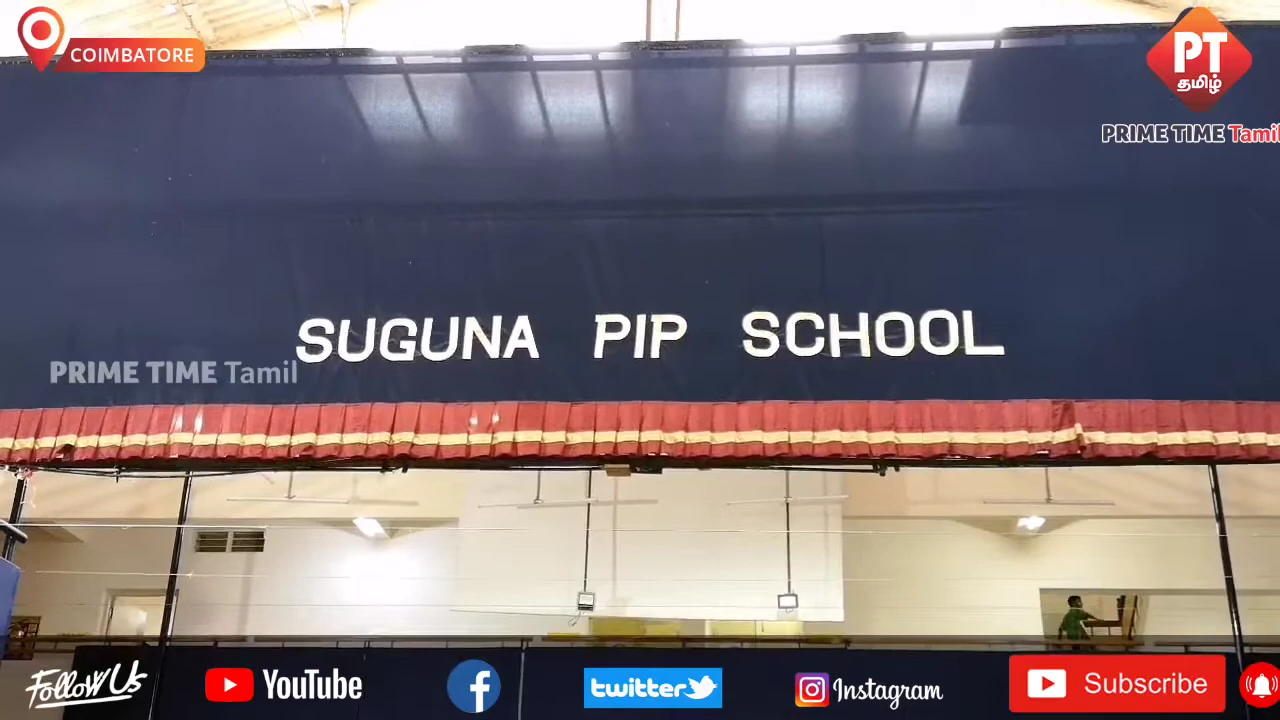 COIMBATORE
PT
தமிழ்
PRIME TIME Tamil
SUGUNA PIP SCHOOL
PRIME TIME Tamil
Follow Us
YouTube
twitter
Instagram
Subscribe